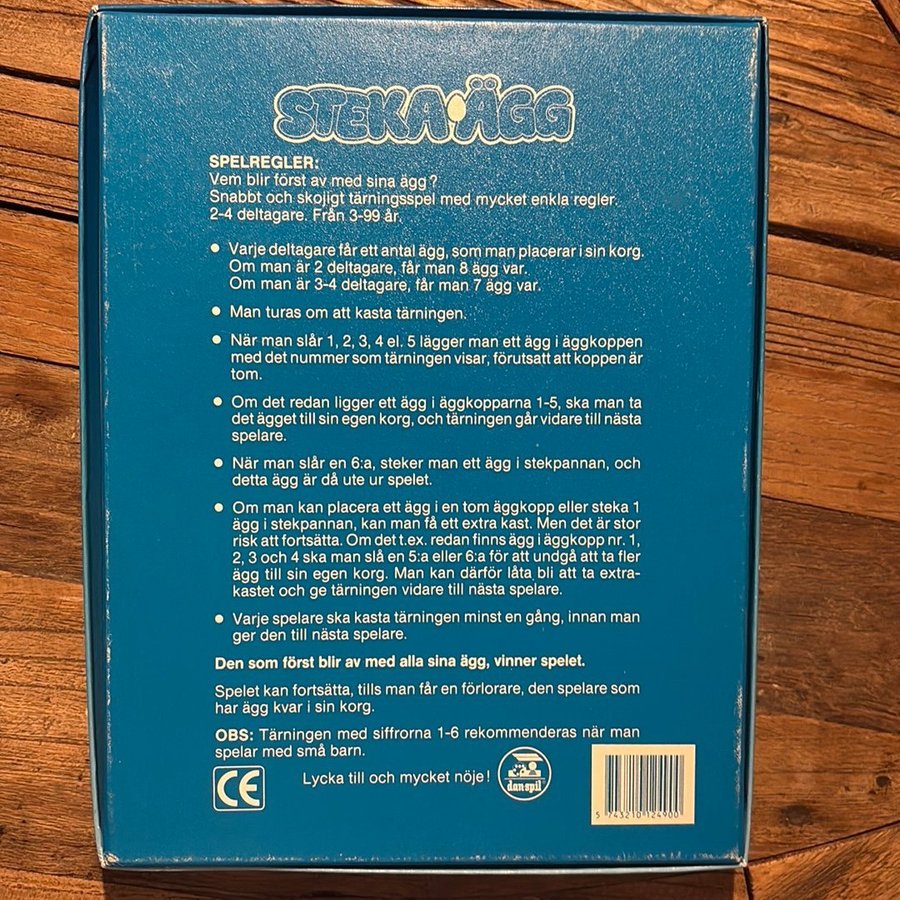 STEKA ÄGG
SPELREGLER:
Vem blir först av med sina ägg?
Snabbt och skojigt tärningsspel med mycket enkla regler.
2-4 deltagare. Från 3-99 år.
• Varje deltagare får ett antal ägg, som man placerar i sin korg.
Om man är 2 deltagare, får man 8 ägg var.
Om man är 3-4 deltagare, får man 7 ägg var.
• Man turas om att kasta tärningen.
• När man slår 1, 2, 3, 4 el. 5 lägger man ett ägg i äggkoppen
med det nummer som tärningen visar, förutsatt att koppen är
tom.
• Om det redan ligger ett ägg i äggkopparna 1-5, ska man ta
det ägget till sin egen korg, och tärningen går vidare till nästa
spelare.
• När man slår en 6:a, steker man ett ägg i stekpannan, och
detta ägg är då ute ur spelet.
• Om man kan placera ett ägg i en tom äggkopp eller steka 1
ägg i stekpannan, kan man få ett extra kast. Men det är stor
risk att fortsätta. Om det t.ex. redan finns ägg i äggkopp nr. 1,
2, 3 och 4 ska man slå en 5:a eller 6:a för att undgå att ta fler
ägg till sin egen korg. Man kan därför låta bli att ta extra-
kastet och ge tärningen vidare till nästa spelare.
• Varje spelare ska kasta tärningen minst en gång, innan man
ger den till nästa spelare.
Den som först blir av med alla sina ägg, vinner spelet.
Spelet kan fortsätta, tills man får en förlorare, den spelare som
har ägg kvar i sin korg.
OBS: Tärningen med siffrorna 1-6 rekommenderas när man
spelar med små barn.
CE
Lycka till och mycket nöje!
danspil
5 743210 124900